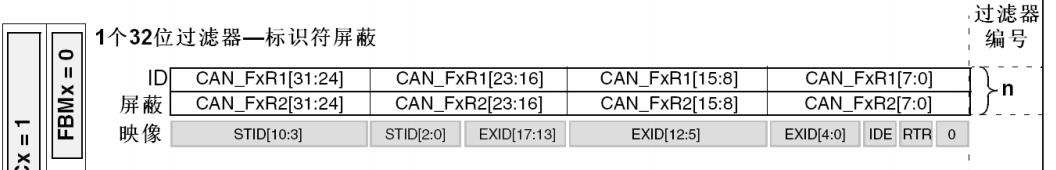 过滤器
编号
1个32位过滤器—标识符屏蔽
FBMx = 0
x = 1
ID CAN_FxR1[31:24] CAN_FxR1[23:16] CAN_FxR1[15:8] CAN_FxR1[7:0] n
屏蔽 CAN_FxR2[31:24] CAN_FxR2[23:16] CAN_FxR2[15:8] CAN_FxR2[7:0]
映像 STID[10:3] STID[2:0] EXID[17:13] EXID[12:5] EXID[4:0] IDE RTR 0